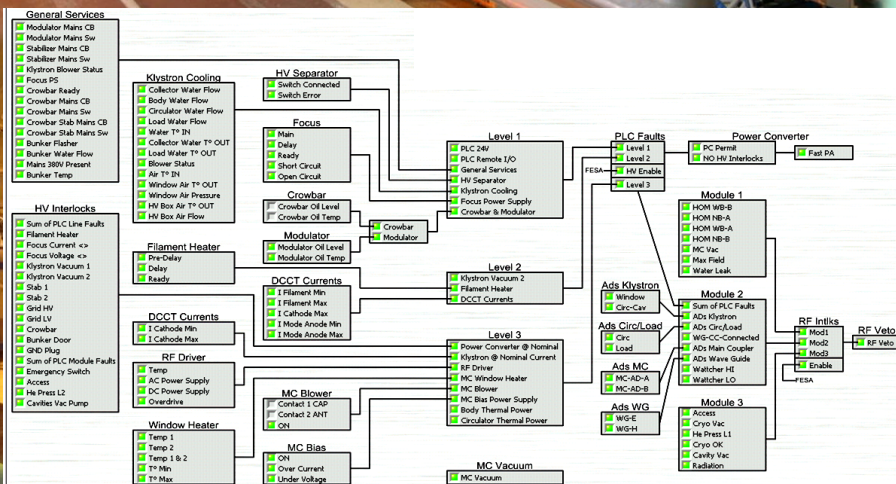 General Services
Modulator Mains CB
Modulator Mains Sw
Stabilizer Mains CB
Stabilizer Mains Sw
Klystron Blower Status
Focus PS
Crowbar Ready
Crowbar Mains CB
Crowbar Mains Sw
Crowbar Stab Mains CB
Crowbar Stab Mains Sw
Bunker Flasher
Bunker Water Flow
Mains 380V Present
Bunker Temp
HV Interlocks
Sum of PLC Line Faults
Filament Heater
Focus Current <>
Focus Voltage <>
Klystron Vacuum 1
Klystron Vacuum 2
Stab 1
Stab 2
Grid HV
Grid LV
Crowbar
Bunker Door
GND Plug
Sum of PLC Module Faults
Emergency Switch
Access
He Press L2
Cavities Vac Pump
Klystron Cooling
Collector Water Flow
Body Water Flow
Circulator Water Flow
Load Water Flow
Water Tº IN
Collector Water Tº OUT
Load Water Tº OUT
Blower Status
Air Tº IN
Window Air Tº OUT
Window Air Pressure
HV Box Air Tº OUT
HV Box Air Flow
Filament Heater
Pre-Delay
Delay
Ready
DCCT Currents
I Cathode Min
I Cathode Max
RF Driver
Temp
AC Power Supply
DC Power Supply
Overdrive
Window Heater
Temp 1
Temp 2
Temp 1 & 2
Tº Min
Tº Max
HV Separator
Switch Connected
Switch Error
Focus
Main
Delay
Ready
Short Circuit
Open Circuit
Crowbar
Crowbar Oil Level
Crowbar Oil Temp
Modulator
Modulator Oil Level
Modulator Oil Temp
Crowbar
Modulator
DCCT Currents
I Filament Min
I Filament Max
I Cathode Max
I Mode Anode Min
I Mode Anode Max
MC Blower
Contact 1 CAP
Contact 2 ANT
ON
MC Bias
ON
Over Current
Under Voltage
Level 1
PLC 24V
PLC Remote I/O
General Services
HV Separator
Klystron Cooling
Focus Power Supply
Crowbar & Modulator
Level 2
Klystron Vacuum 2
Filament Heater
DCCT Currents
Level 3
Power Converter @ Nominal
Klystron @ Nominal Current
RF Driver
MC Window Heater
MC Blower
MC Bias Power Supply
Body Thermal Power
Circulator Thermal Power
MC Vacuum
MC Vacuum
PLC Faults
Level 1
Level 2
FESA
HV Enable
Level 3
Power Converter
PC Permit
NO HV Interlocks
Fast PA
Ads Klystron
Window
Circ-Cav
Ads Circ/Load
Circ
Load
Ads MC
MC-AD-A
MC-AD-B
Ads WG
WG-E
WG-H
Module 1
HOM WB-B
HOM NB-A
HOM WB-A
HOM NB-B
MC Vac
Max Field
Water Leak
Module 2
Sum of PLC Faults
ADs Klystron
ADs Circ/Load
WG-CC-Connected
ADs Main Coupler
ADs Wave Guide
Wattcher HI
Wattcher LO
Module 3
Access
Cryo Vac
He Press L1
Cryo OK
Cavity Vac
Radiation
RF Intlks
Mod1
Mod2
Mod3
Enable
FESA
RF Veto
RF Veto